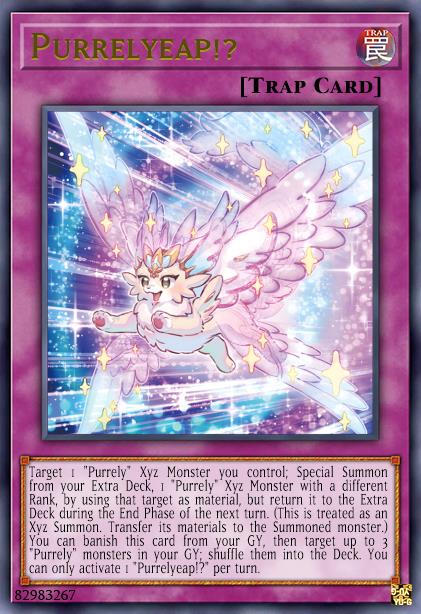 PURRELYEAP!?
TRAP
罠
[TRAP CARD]
Target 1 "Purrely" Xyz Monster you control; Special Summon
from your Extra Deck, 1 "Purrely" Xyz Monster with a different
Rank, by using that target as material, but return it to the Extra
Deck during the End Phase of the next turn. (This is treated as an
Xyz Summon. Transfer its materials to the Summoned monster.)
You can banish this card from your GY, then target up to 3
"Purrely" monsters in your GY; shuffle them into the Deck. You
can only activate 1 "Purrelyeap!?" per turn.
82983267